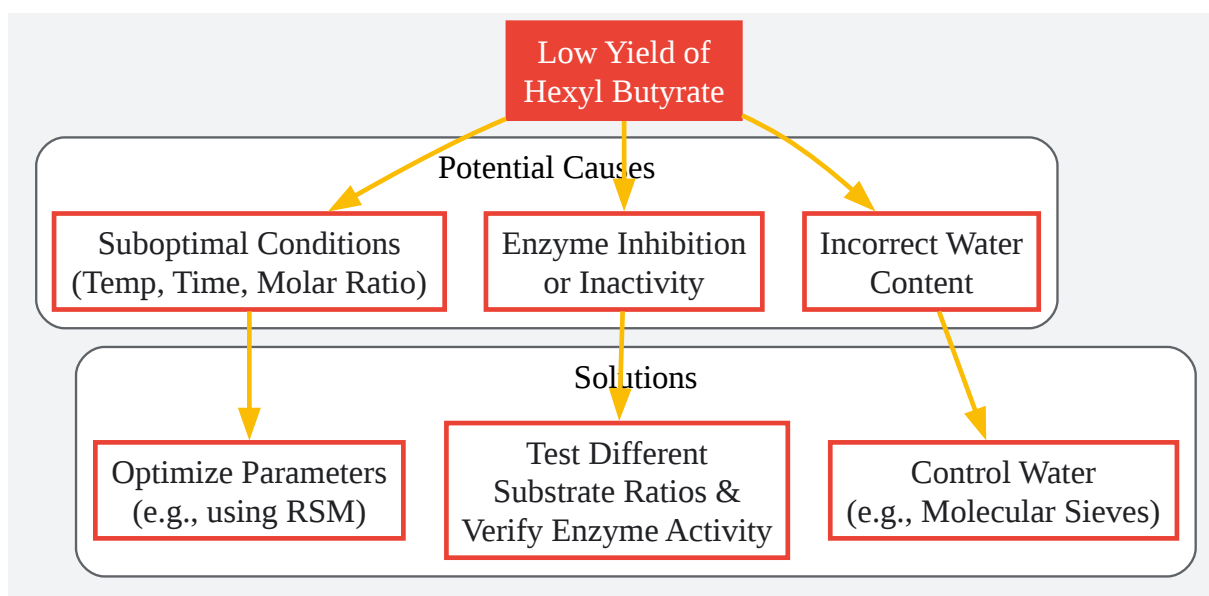 Low Yield of
Hexyl Butyrate
Potential Causes
Suboptimal Conditions
(Temp, Time, Molar Ratio)
Enzyme Inhibition
or Inactivity
Incorrect Water
Content
Solutions
Optimize Parameters
(e.g., using RSM)
Test Different
Substrate Ratios &
Verify Enzyme Activity
Control Water
(e.g., Molecular Sieves)